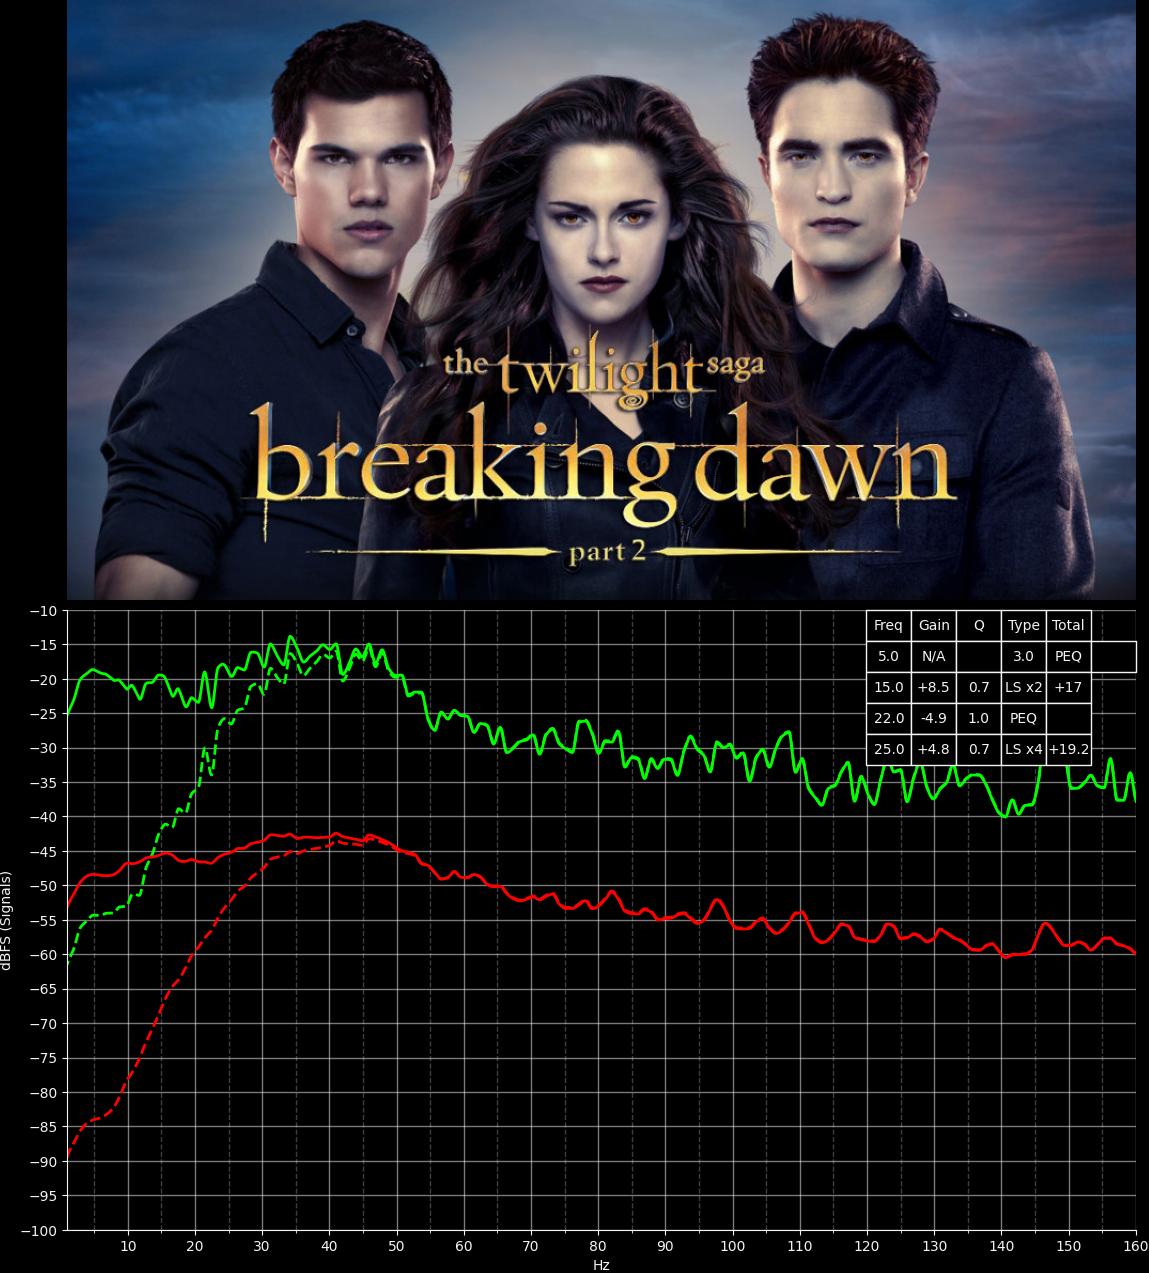 the twilight saga
breaking dawn
part 2
Freq Gain Q Type Total
5.0 N/A 3.0 PEQ
15.0 +8.5 0.7 LS x2 +17
22.0 -4.9 1.0 PEQ
25.0 +4.8 0.7 LS x4 +19.2
−10
−15
−20
−25
−30
−35
−40
−45
−50
−55
−60
−65
−70
−75
−80
−85
−90
−95
−100
dBFS (Signals)
10 20 30 40 50 60 70 80 90 100 110 120 130 140 150 160
Hz